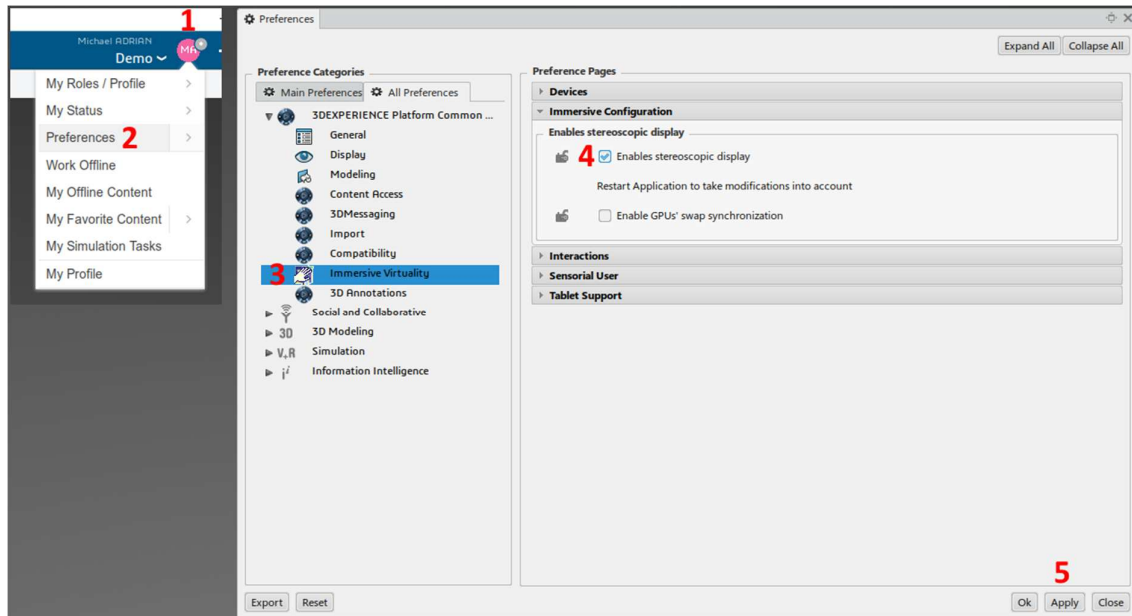 1
Michael ADRIAN
Demo
MA
My Roles / Profile
My Status
Preferences 2
Work Offline
My Offline Content
My Favorite Content
My Simulation Tasks
My Profile
Preferences
Expand All Collapse All
Preference Categories
Main Preferences All Preferences
3DEXPERIENCE Platform Common ...
General
Display
Modeling
Content Access
3DMessaging
Import
Compatibility
3 Immersive Virtuality
3D Annotations
Social and Collaborative
3D 3D Modeling
V+R Simulation
i i Information Intelligence
Preference Pages
Devices
Immersive Configuration
Enables stereoscopic display
4 Enables stereoscopic display
Restart Application to take modifications into account
Enable GPUs' swap synchronization
Interactions
Sensorial User
Tablet Support
5
Export Reset
Ok Apply Close